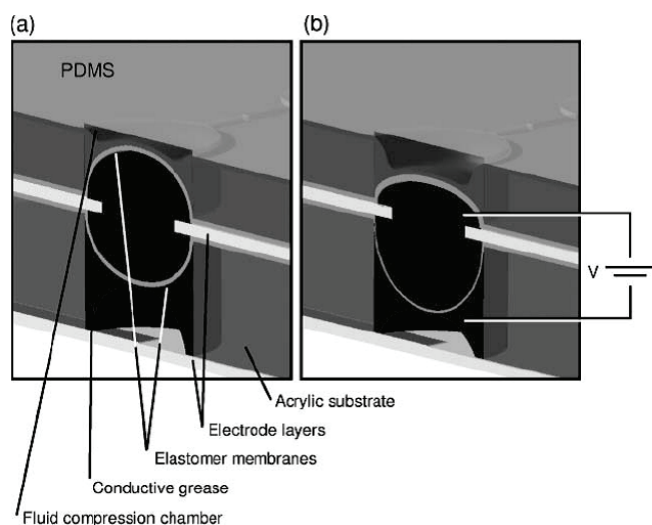 (a)
(b)
PDMS
V
Acrylic substrate
Electrode layers
Elastomer membranes
Conductive grease
Fluid compression chamber